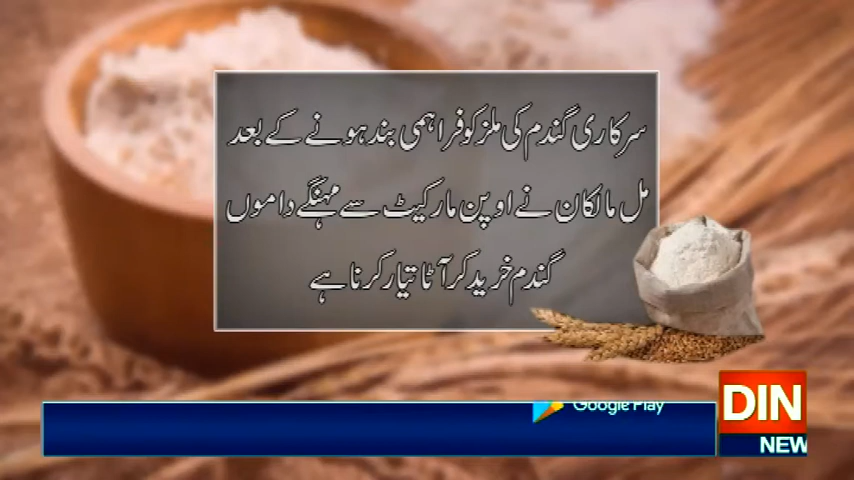 سرکاری گندم کی ملز کو فراہمی بند ہونے کے بعد
مل مالکان نے اوپن مارکیٹ سے مہنگے داموں
گندم خرید کر آٹا تیار کرنا ہے
Google Play
DIN
NEW